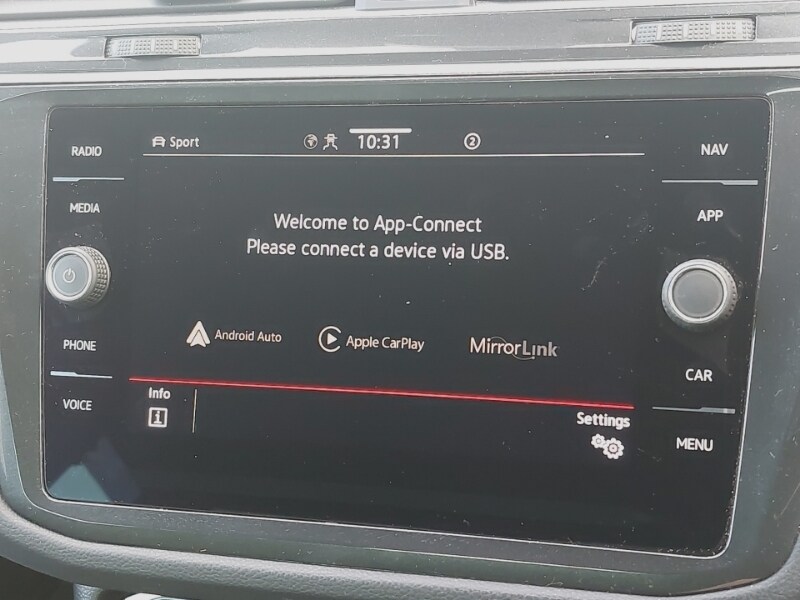 RADIO
MEDIA
PHONE
VOICE
Sport
10:31
2
Welcome to App-Connect
Please connect a device via USB.
Android Auto
Apple CarPlay
MirrorLink
Info
i
Settings
NAV
APP
CAR
MENU